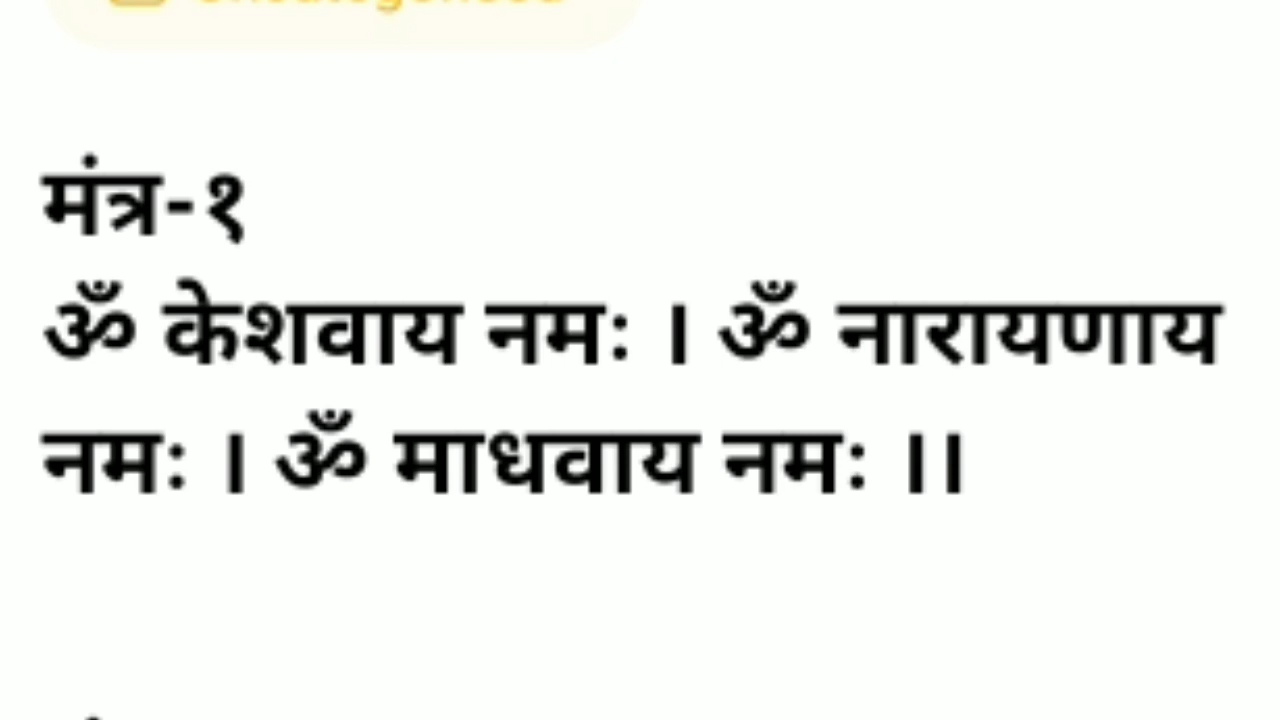 मंत्र-१
ॐ केशवाय नमः । ॐ नारायणाय
नमः । ॐ माधवाय नमः ।।